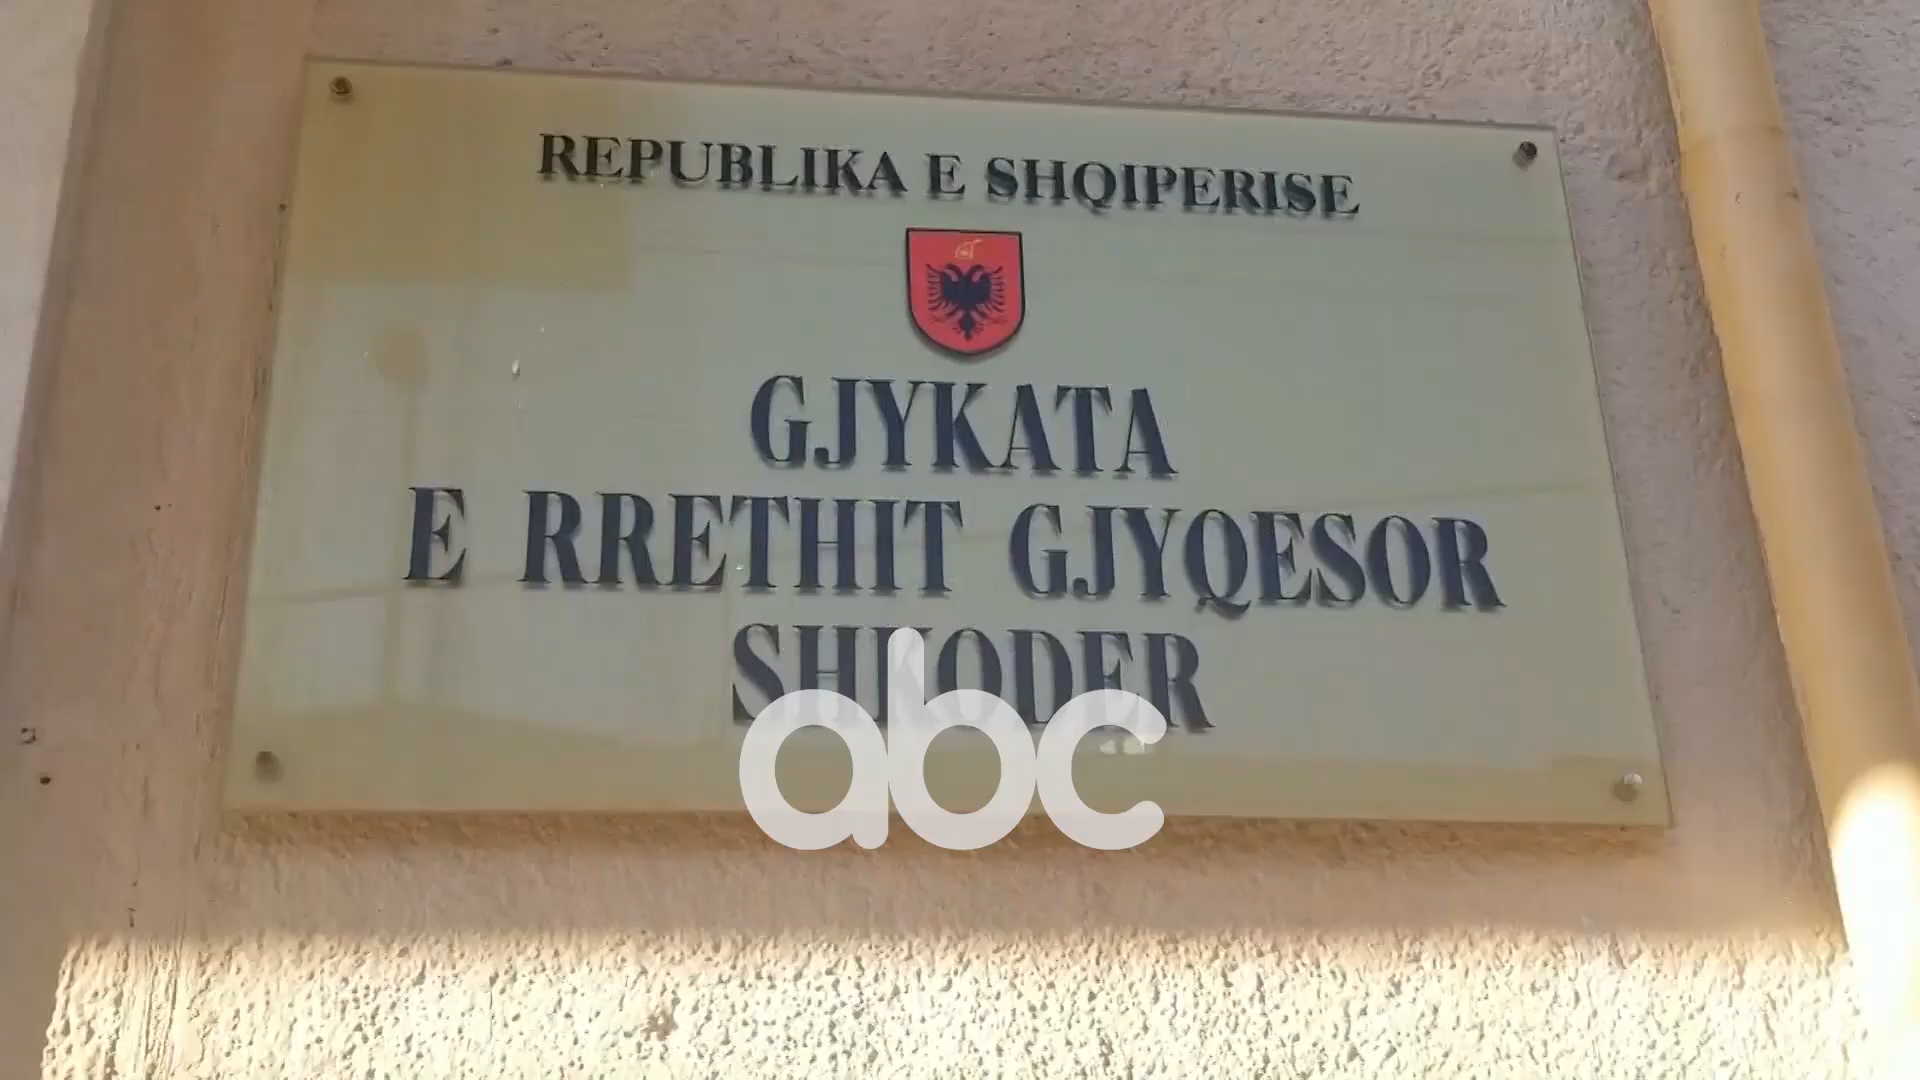 REPUBLIKA E SHQIPERISE
GJYKATA
E RRETHIT GJYQESOR
SHKODER
abc